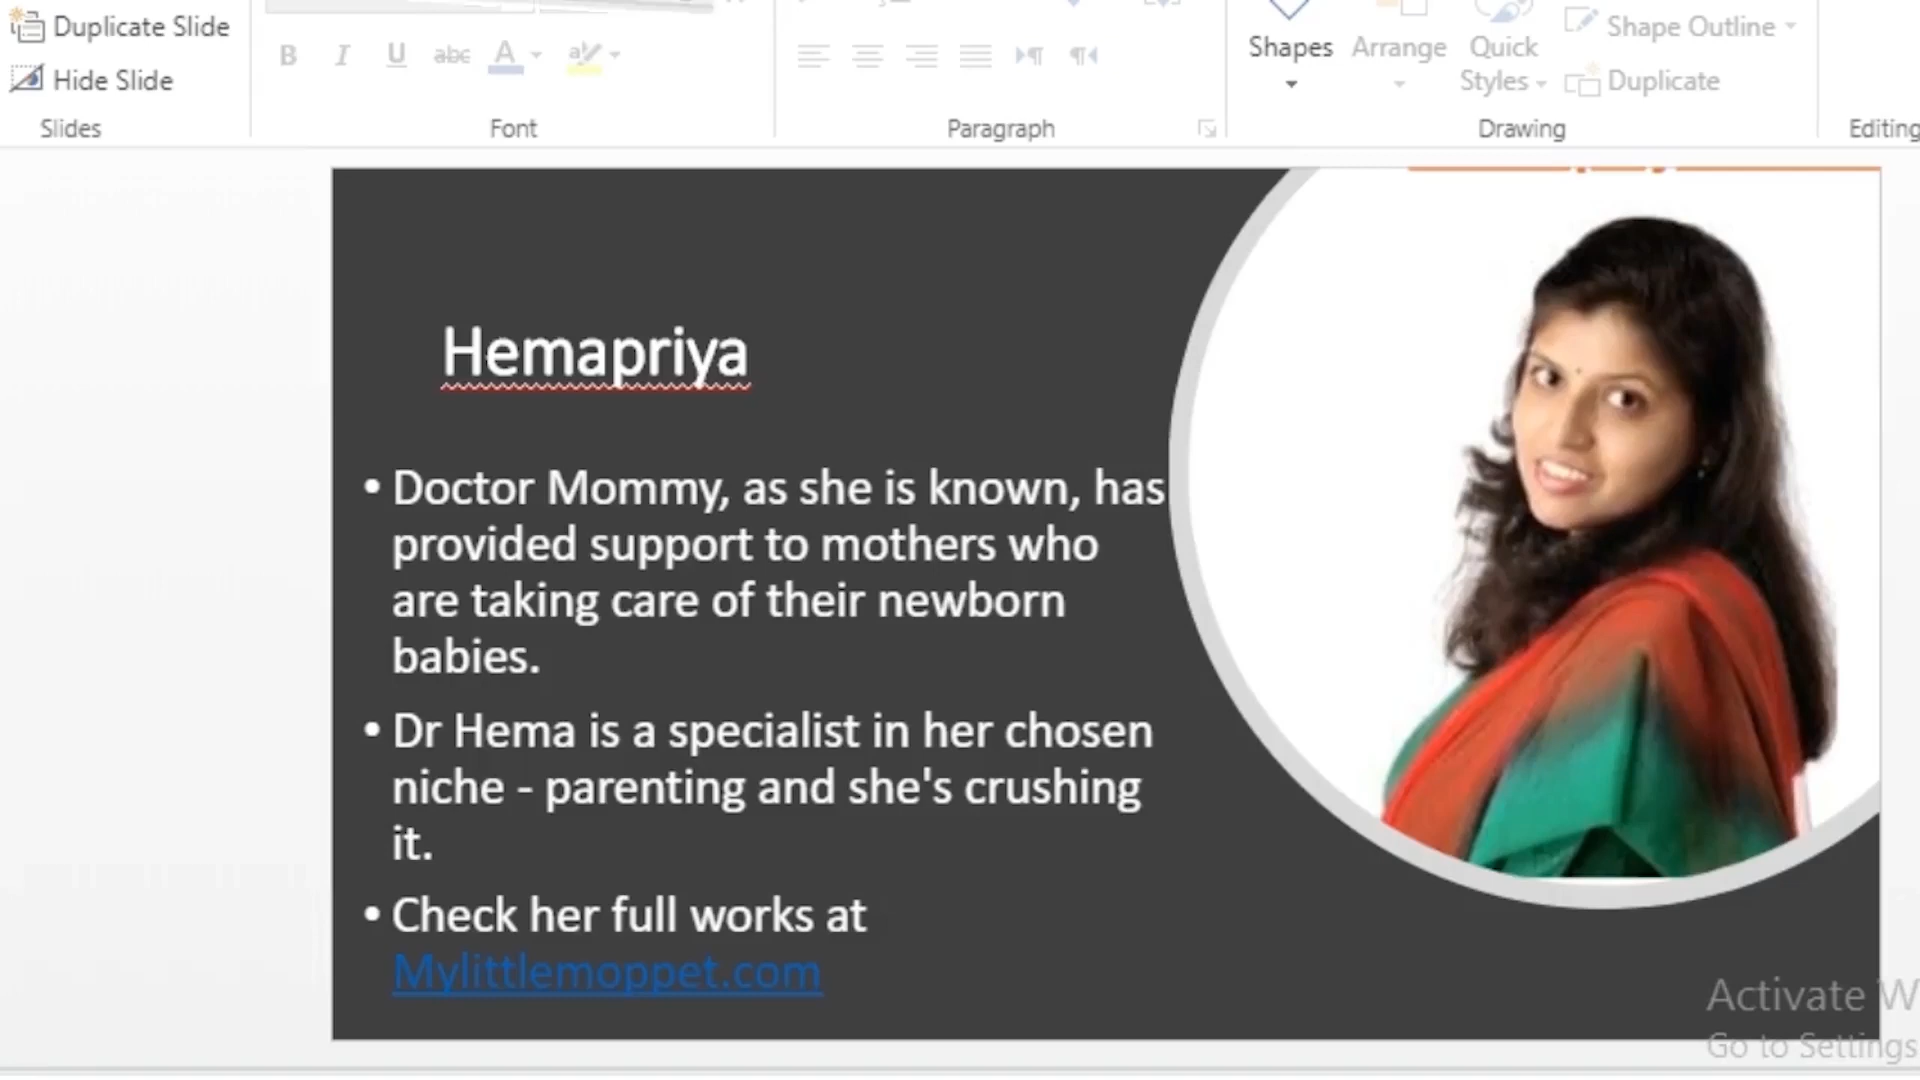 Duplicate Slide
Hide Slide
Slides
B I U abc A ab
Font
Paragraph
Shapes
Arrange
Quick
Styles
Shape Outline
Duplicate
Drawing
Editing
Hemapriya
• Doctor Mommy, as she is known, has
provided support to mothers who
are taking care of their newborn
babies.
• Dr Hema is a specialist in her chosen
niche - parenting and she's crushing
it.
• Check her full works at
Mylittlemoppet.com
Activate W
Go to Settings